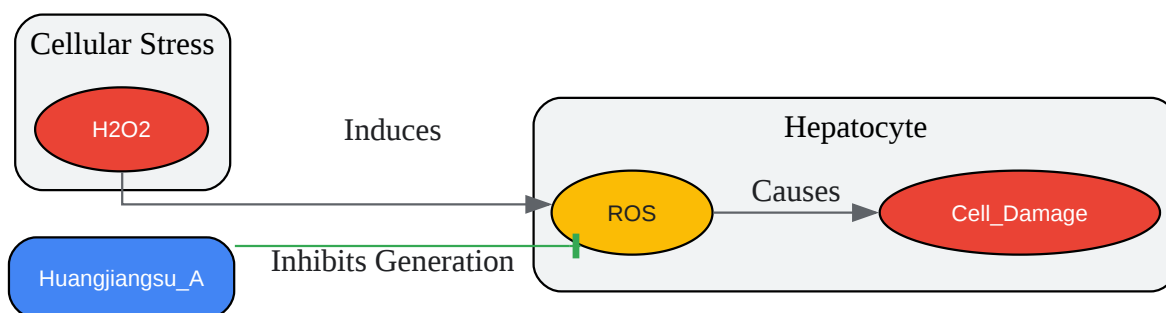 Cellular Stress
H2O2
Induces
Hepatocyte
ROS
Causes
Cell_Damage
Huangjiangsu_A
Inhibits Generation